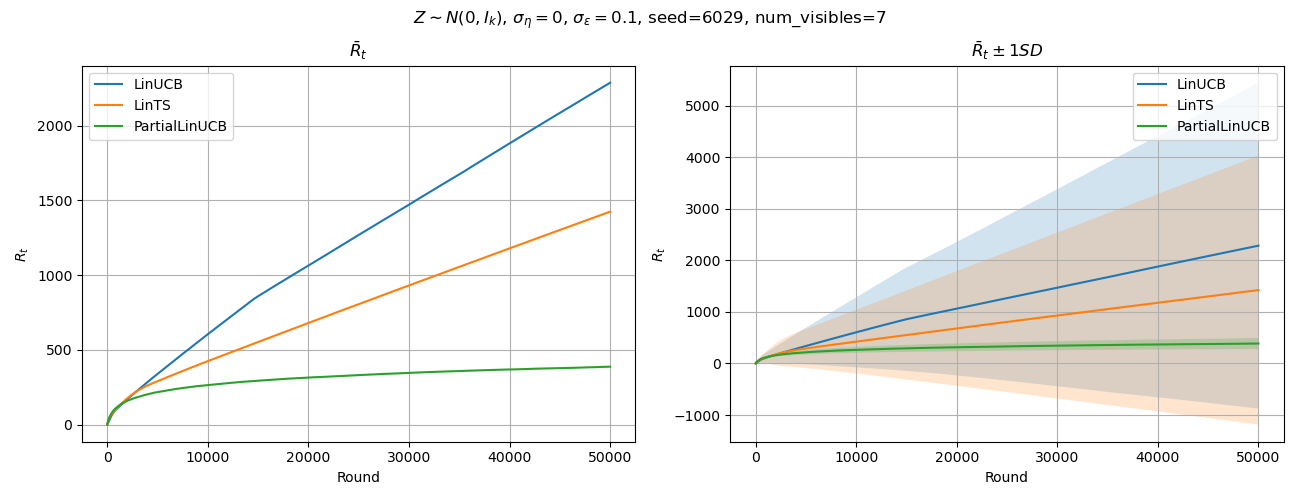 Z ∼ N(0, I_k), σ_η = 0, σ_ε = 0.1, seed=6029, num_visibles=7
R̄_t
LinUCB
LinTS
PartialLinUCB
2000
1500
1000
500
0
R_t
0 10000 20000 30000 40000 50000
Round
R̄_t ± 1SD
LinUCB
LinTS
PartialLinUCB
5000
4000
3000
2000
1000
0
−1000
R_t
0 10000 20000 30000 40000 50000
Round